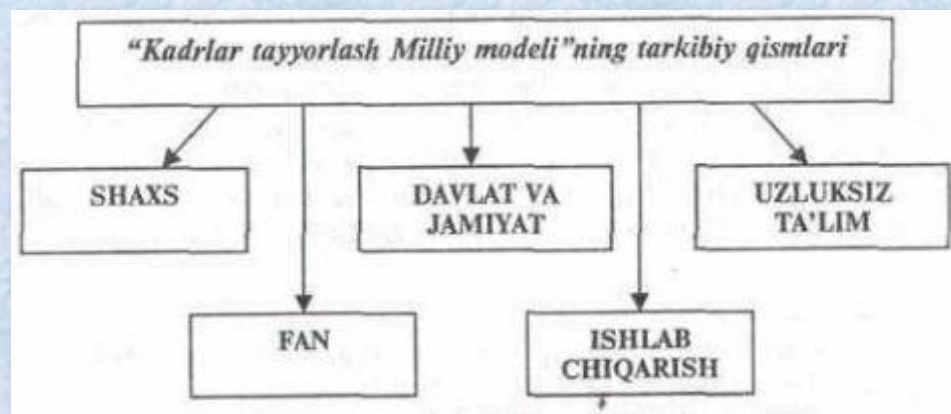 “Kadrlar tayyorlash Milliy modeli”ning tarkibiy qismlari
SHAXS
DAVLAT VA
JAMIYAT
UZLUKSIZ
TA’LIM
FAN
ISHLAB
CHIQARISH